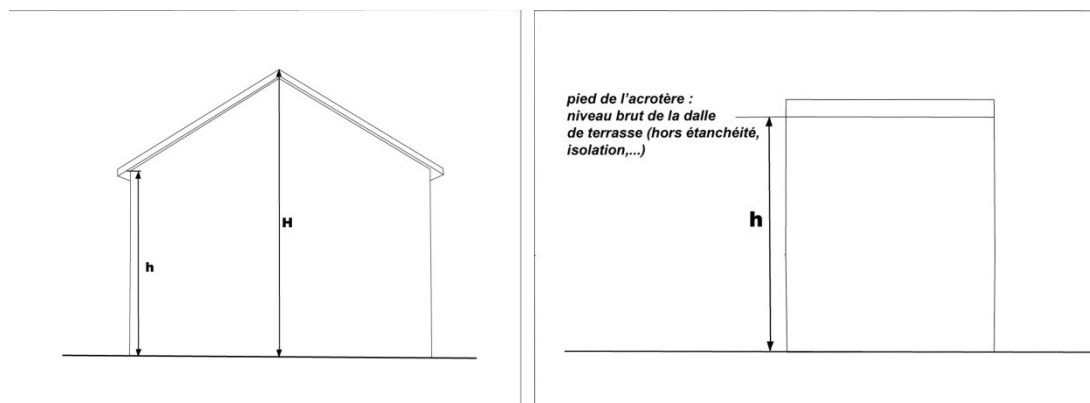 H
h
pied de l'acrotère :
niveau brut de la dalle
de terrasse (hors étanchéité,
isolation,...)
h